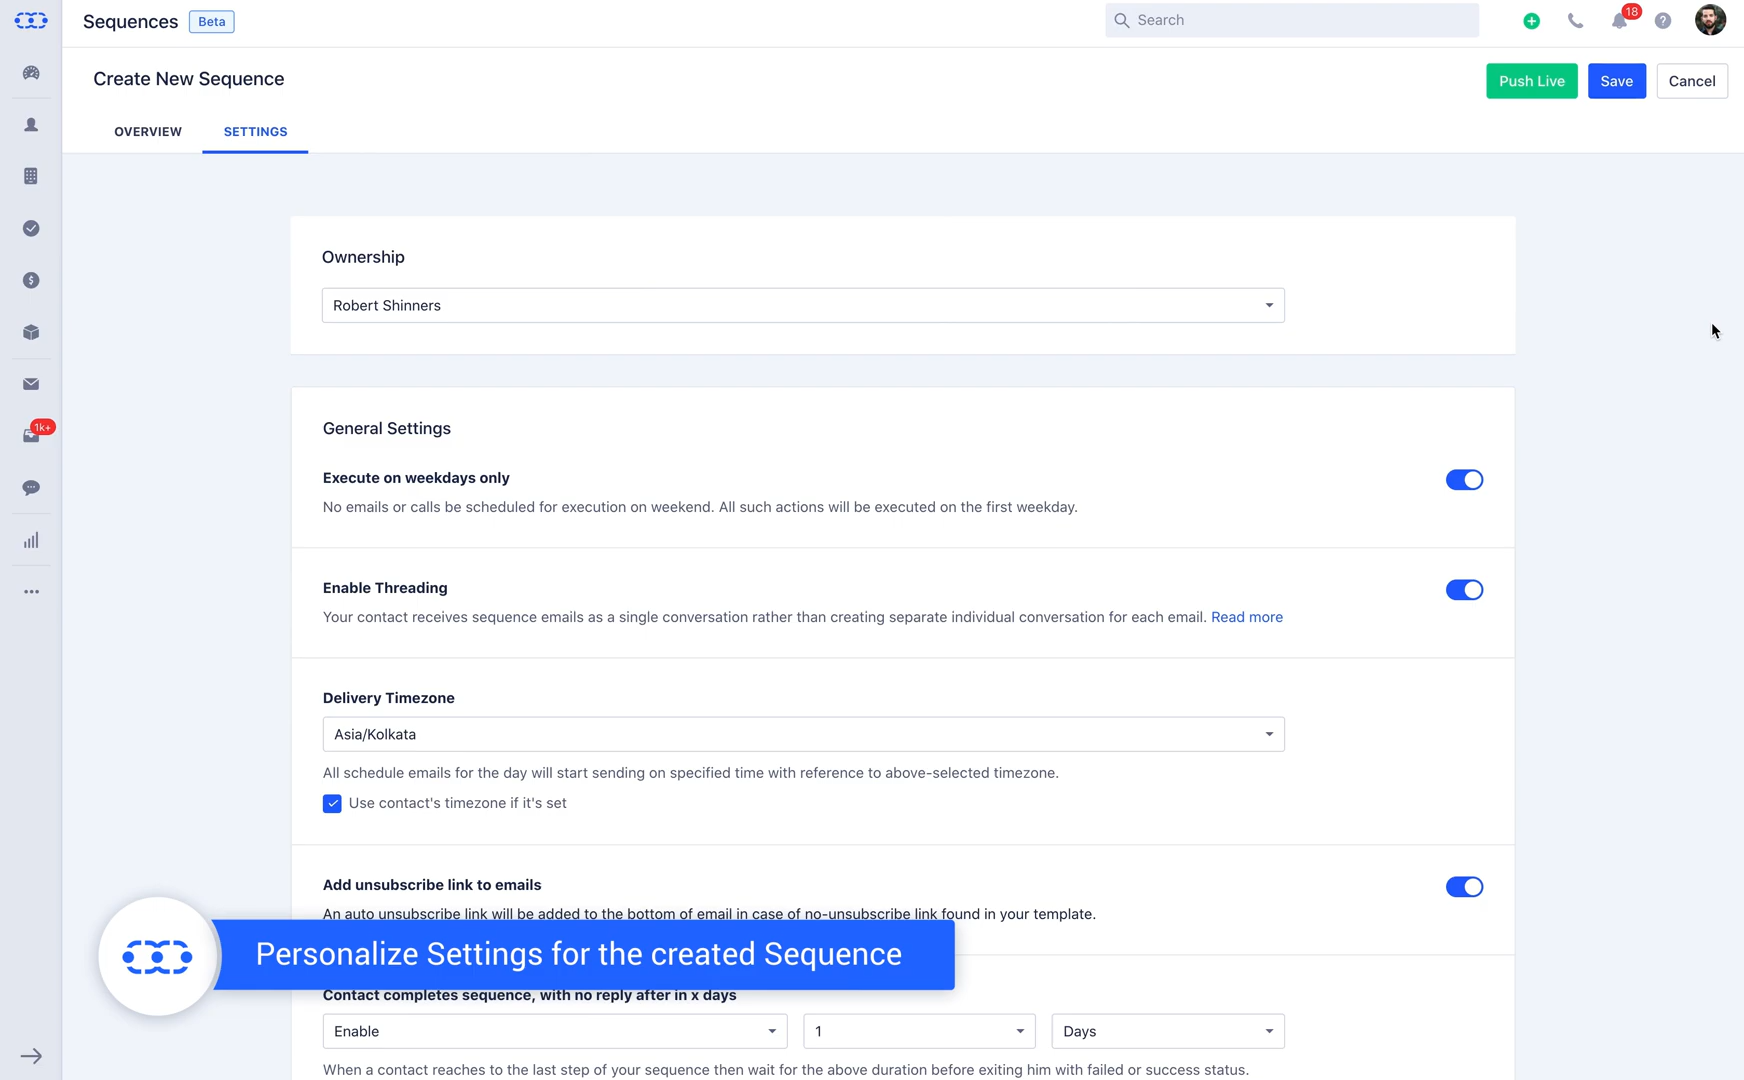 Sequences Beta
Search
18
Create New Sequence
Push Live
Save
Cancel
OVERVIEW
SETTINGS
Ownership
Robert Shinners
General Settings
Execute on weekdays only
No emails or calls be scheduled for execution on weekend. All such actions will be executed on the first weekday.
1k+
Enable Threading
Your contact receives sequence emails as a single conversation rather than creating separate individual conversation for each email. Read more
Delivery Timezone
Asia/Kolkata
All schedule emails for the day will start sending on specified time with reference to above-selected timezone.
Use contact's timezone if it's set
Add unsubscribe link to emails
An auto unsubscribe link will be added to the bottom of email in case of no-unsubscribe link found in your template.
Personalize Settings for the created Sequence
Contact completes sequence, with no reply after in x days
Enable
1
Days
When a contact reaches to the last step of your sequence then wait for the above duration before exiting him with failed or success status.